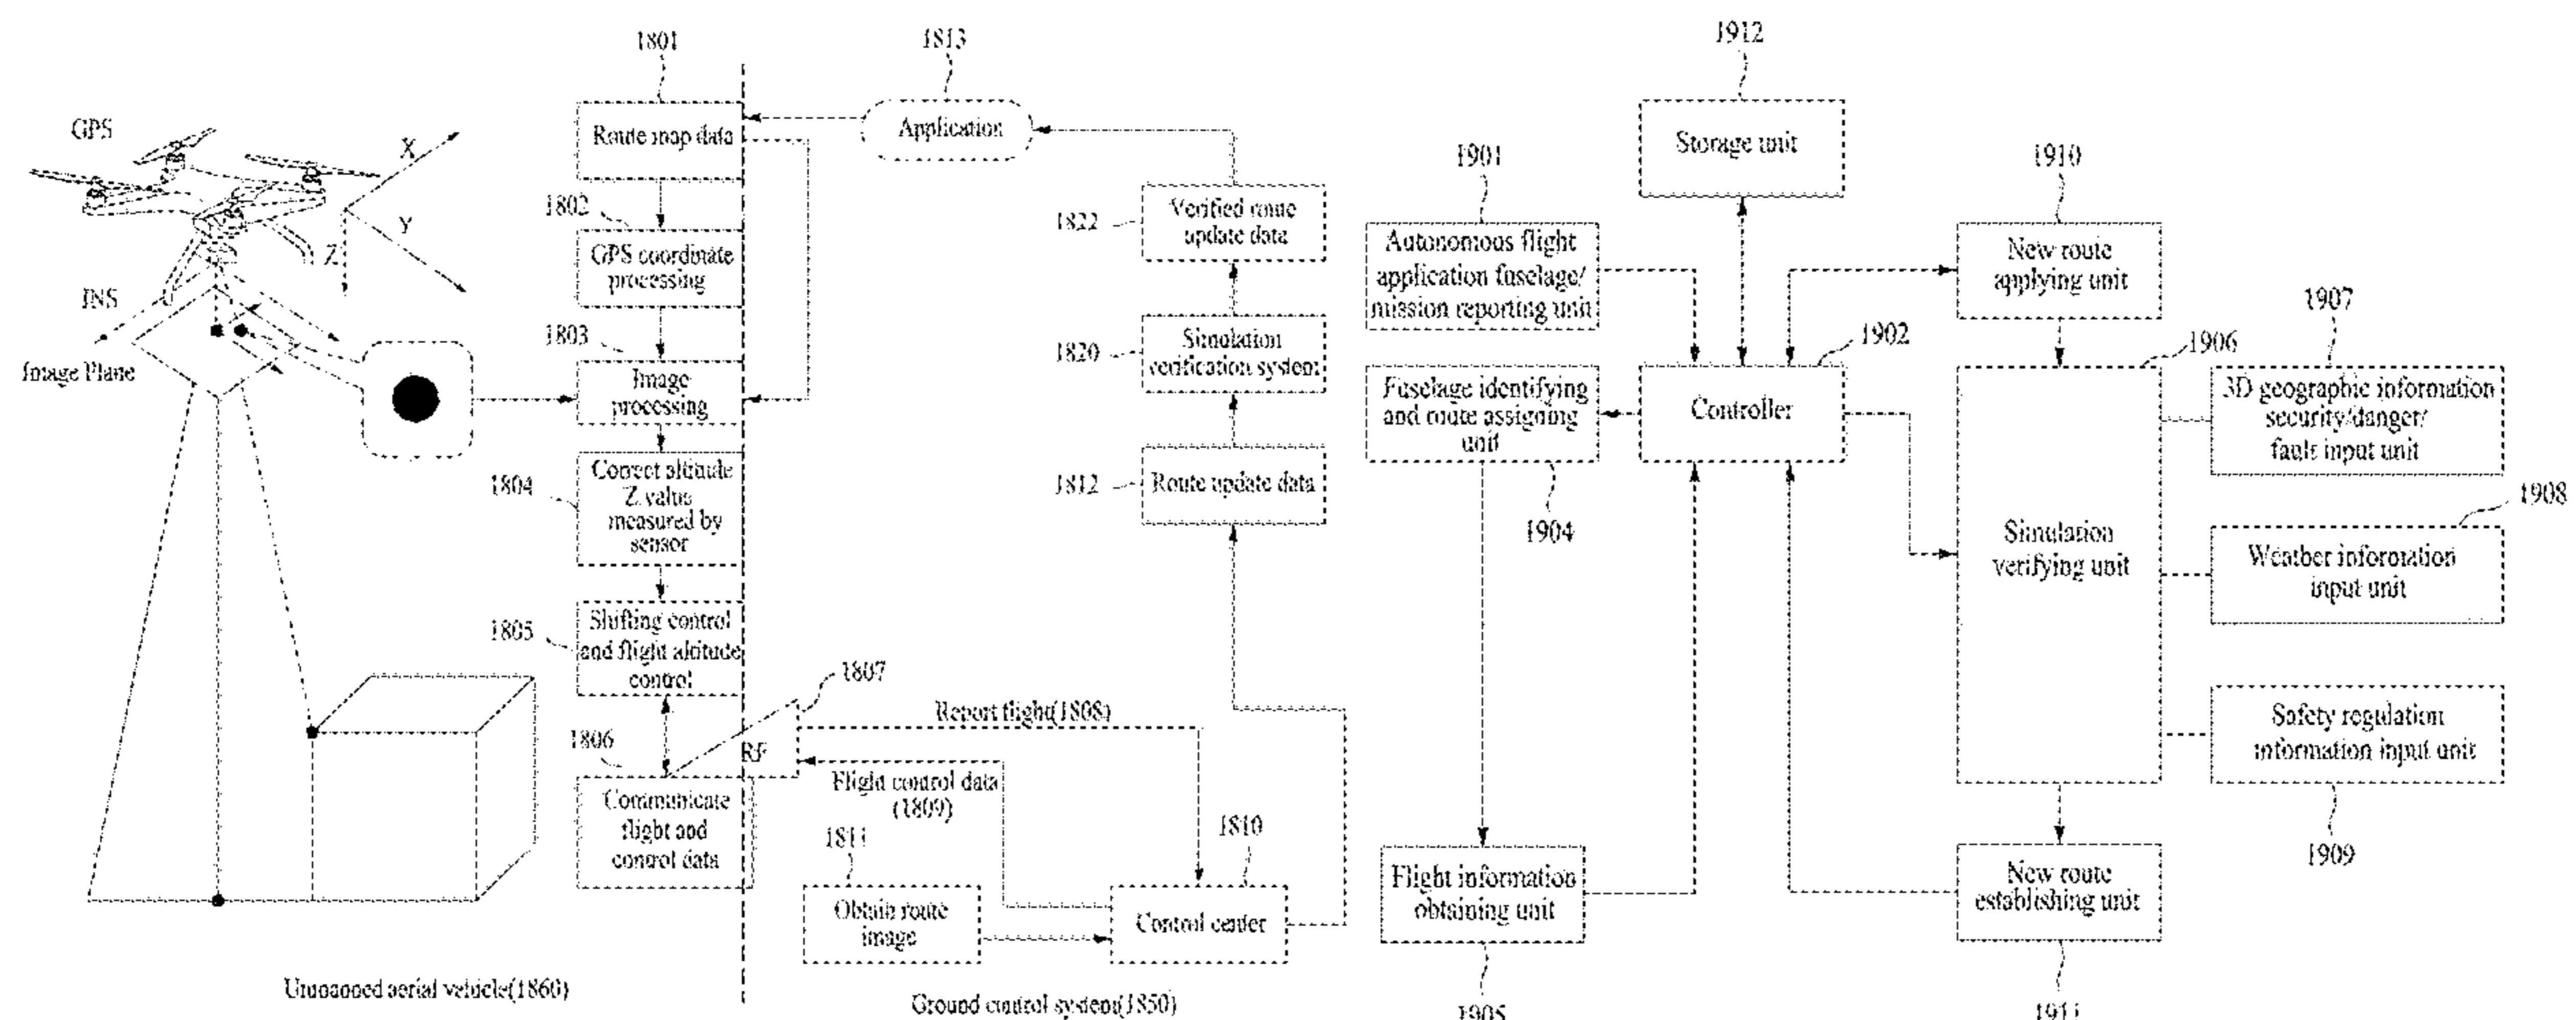 GPS
X
Y
Z
INS
Image Plane
Unmanned aerial vehicle(1860)
1801
Route map data
1802
GPS coordinate
processing
1803
Image
processing
1804
Correct altitude
Z value
measured by
sensor
1805
Shifting control
and flight altitude
control
1806
Communicate
flight and
control data
1807
RF
Report flight(1808)
Flight control data
(1809)
1811
Obtain route
image
1810
Control center
1813
Application
1822
Verified route
update data
1820
Simulation
verification system
1812
Route update data
Ground control system(1850)
1912
Storage unit
1901
Autonomous flight
application fuselage/
mission reporting unit
1902
Controller
Fuselage identifying
and route assigning
unit
1904
Flight information
obtaining unit
1905
1910
New route
applying unit
1906
Simulation
verifying unit
1907
3D geographic information
security/danger/
fault input unit
1908
Weather information
input unit
Safety regulation
information input unit
1909
New route
establishing unit
1911